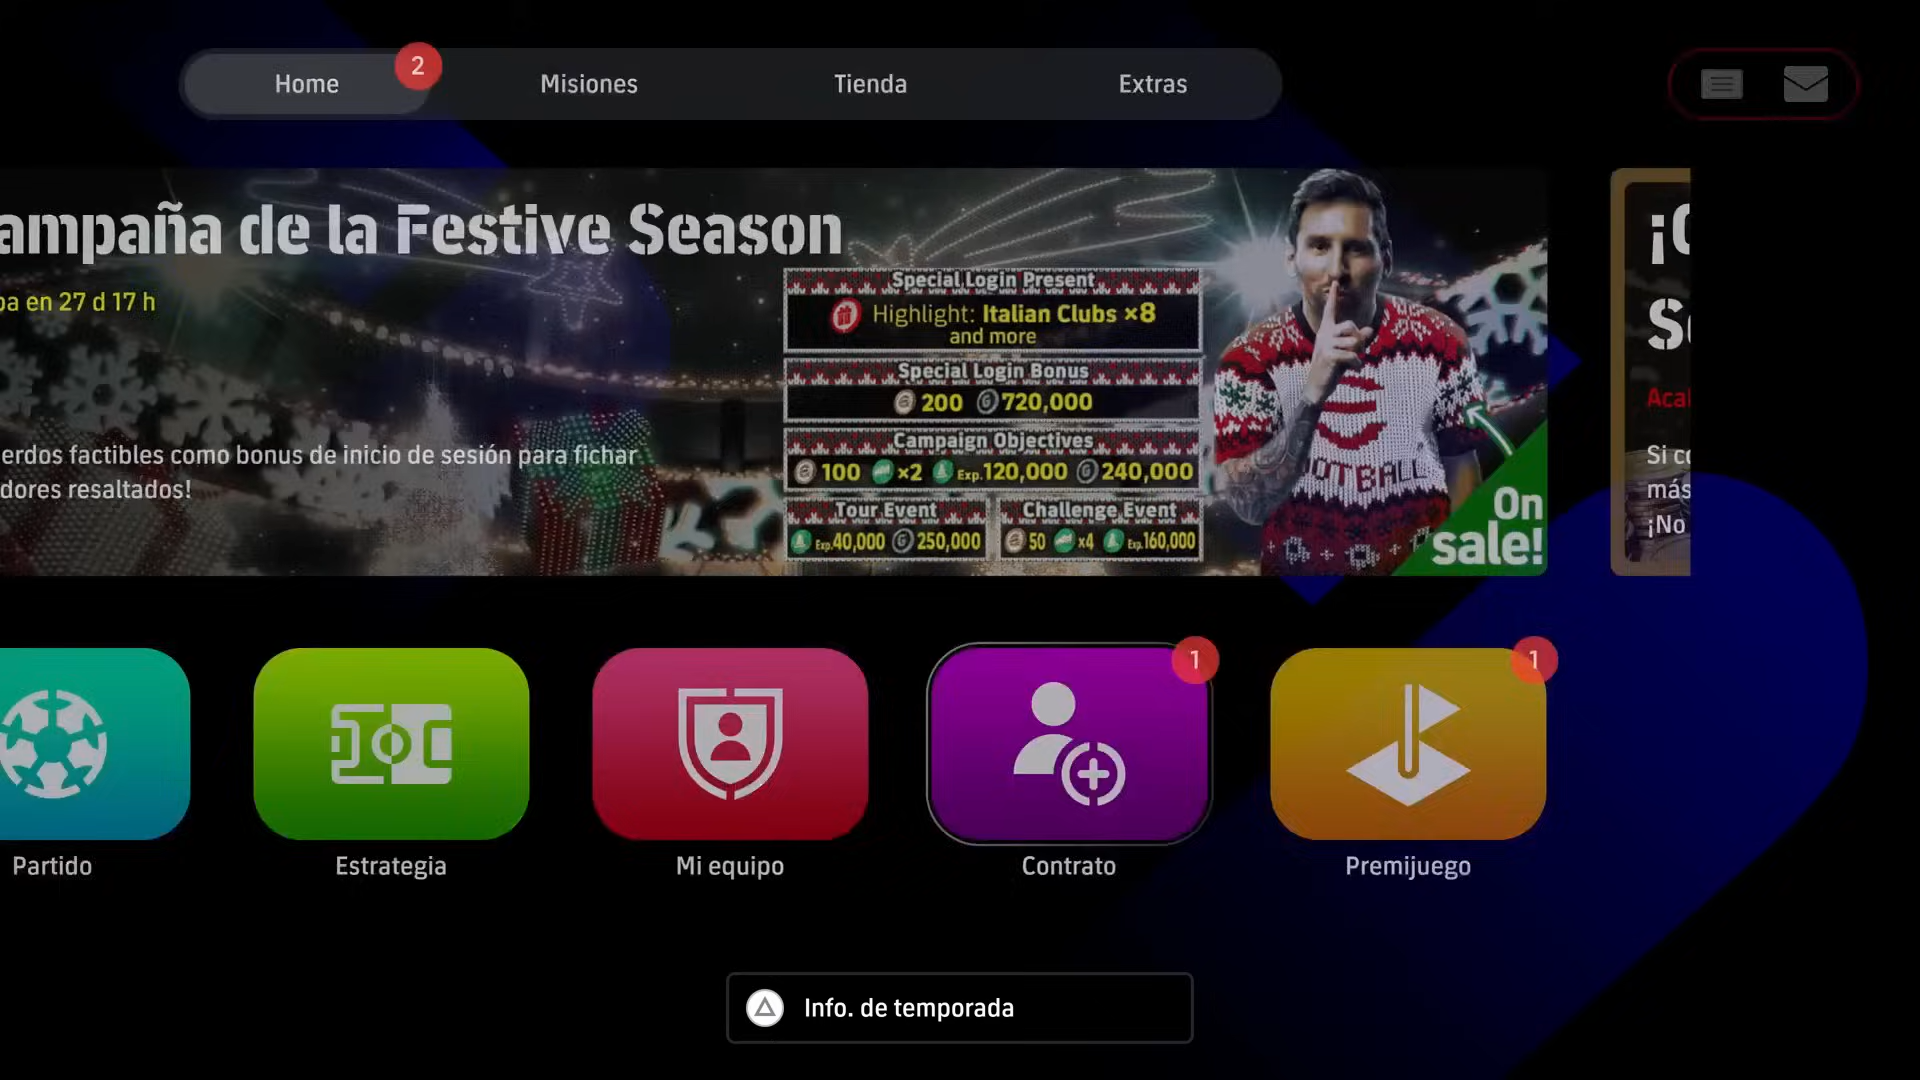 Home
2
Misiones
Tienda
Extras
ampaña de la Festive Season
ba en 27 d 17 h
erdos factibles como bonus de inicio de sesión para fichar
dores resaltados!
Special Login Present
Highlight: Italian Clubs ×8
and more
Special Login Bonus
200 720,000
Campaign Objectives
100 ×2 Exp.120,000 240,000
Tour Event
Exp.40,000 250,000
Challenge Event
50 ×4 Exp.160,000
OTBALL
On
sale!
Si
más
¡No
1
1
Partido
Estrategia
Mi equipo
Contrato
Premijuego
Info. de temporada